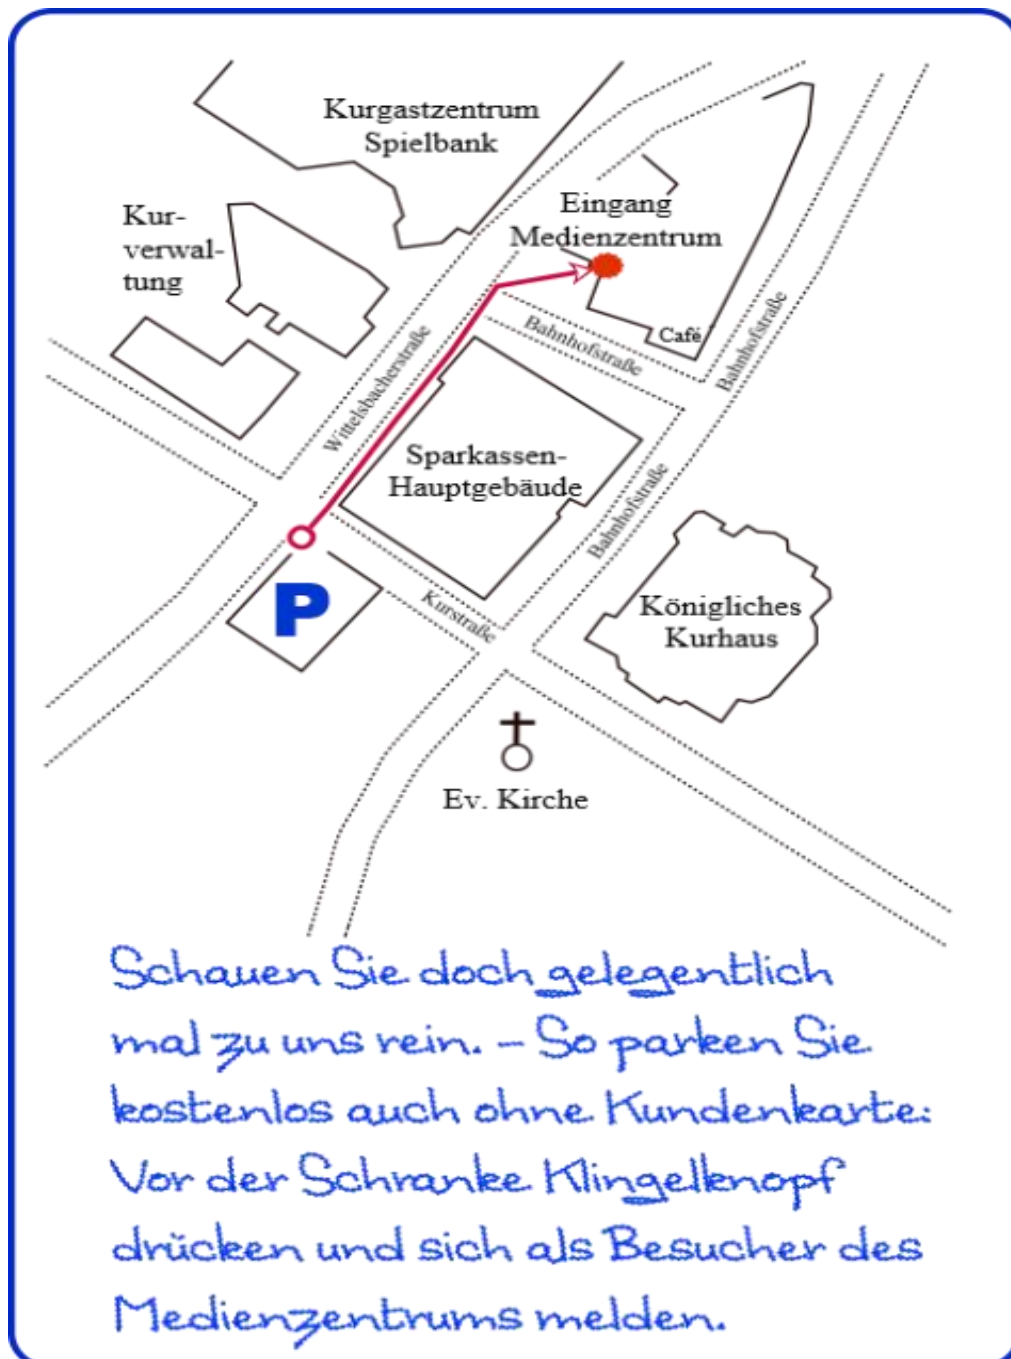 Kurgastzentrum
Spielbank
Kur-
verwal-
tung
Eingang
Medienzentrum
Café
Bahnhofstraße
Bahnhofstraße
Wittelsbacherstraße
Sparkassen-
Hauptgebäude
Bahnhofstraße
P
Kurstraße
Königliches
Kurhaus
Ev. Kirche
Schauen Sie doch gelegentlich
mal zu uns rein. – So parken Sie
kostenlos auch ohne Kundenkarte:
Vor der Schranke Klingelknopf
drücken und sich als Besucher des
Medienzentrums melden.